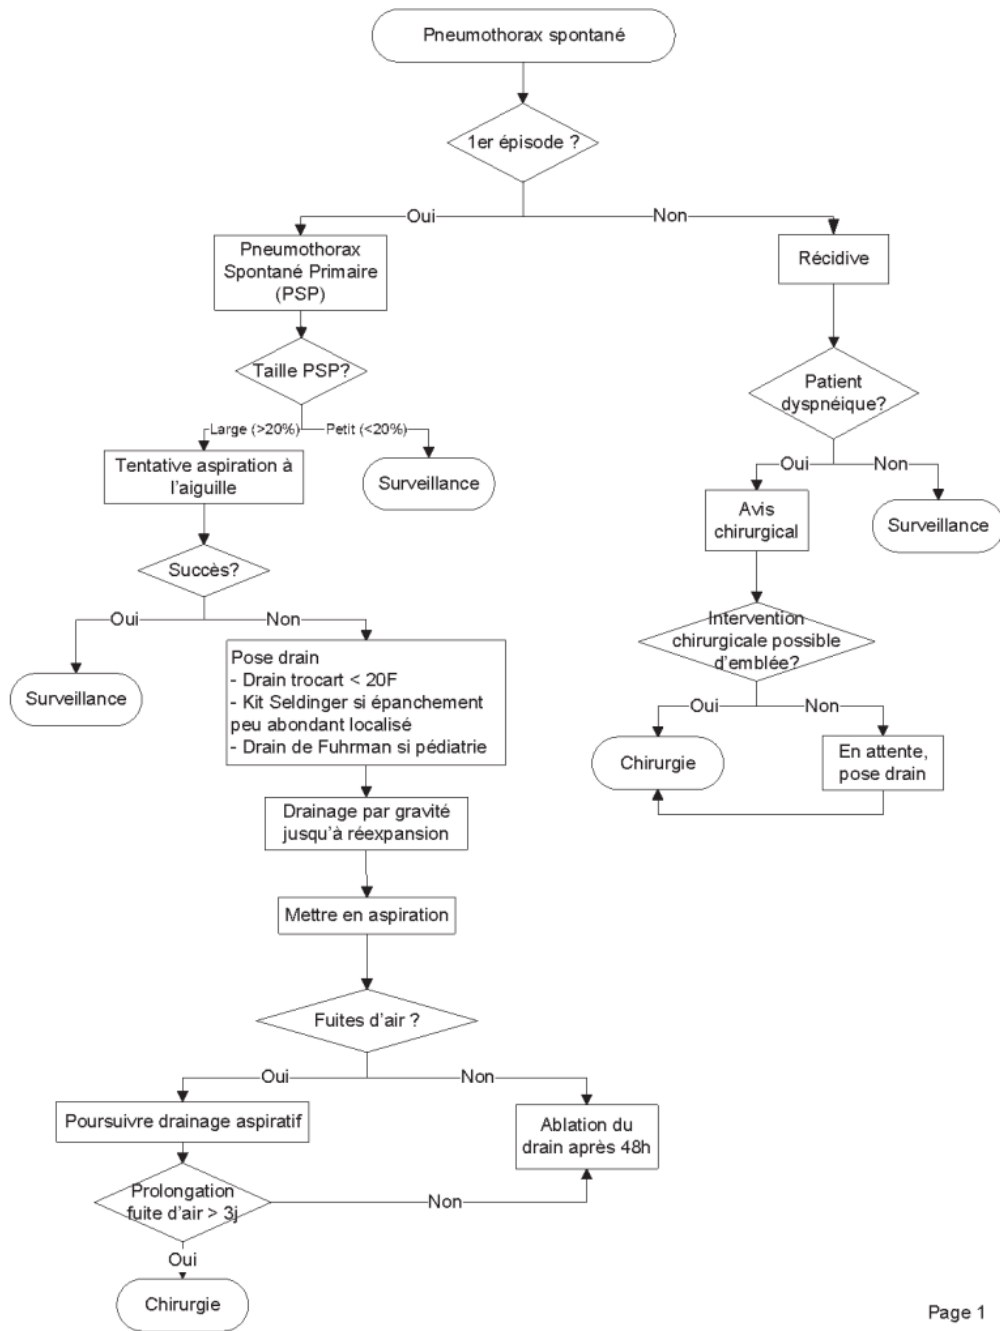 Pneumothorax spontané
1er épisode ?
Oui
Non
Pneumothorax
Spontané Primaire
(PSP)
Récidive
Taille PSP?
Patient
dyspnéique?
Large (>20%)
Petit (<20%)
Tentative aspiration à
l'aiguille
Surveillance
Oui
Non
Avis
chirurgical
Surveillance
Succès?
Oui
Non
Intervention
chirurgicale possible
d'emblée?
Surveillance
Pose drain
- Drain trocart < 20F
- Kit Seldinger si épanchement
peu abondant localisé
- Drain de Fuhrman si pédiatrie
Oui
Non
Chirurgie
En attente,
pose drain
Drainage par gravité
jusqu'à réexpansion
Mettre en aspiration
Fuites d'air ?
Oui
Non
Poursuivre drainage aspiratif
Ablation du
drain après 48h
Prolongation
fuite d'air > 3j
Non
Oui
Chirurgie
Page 1